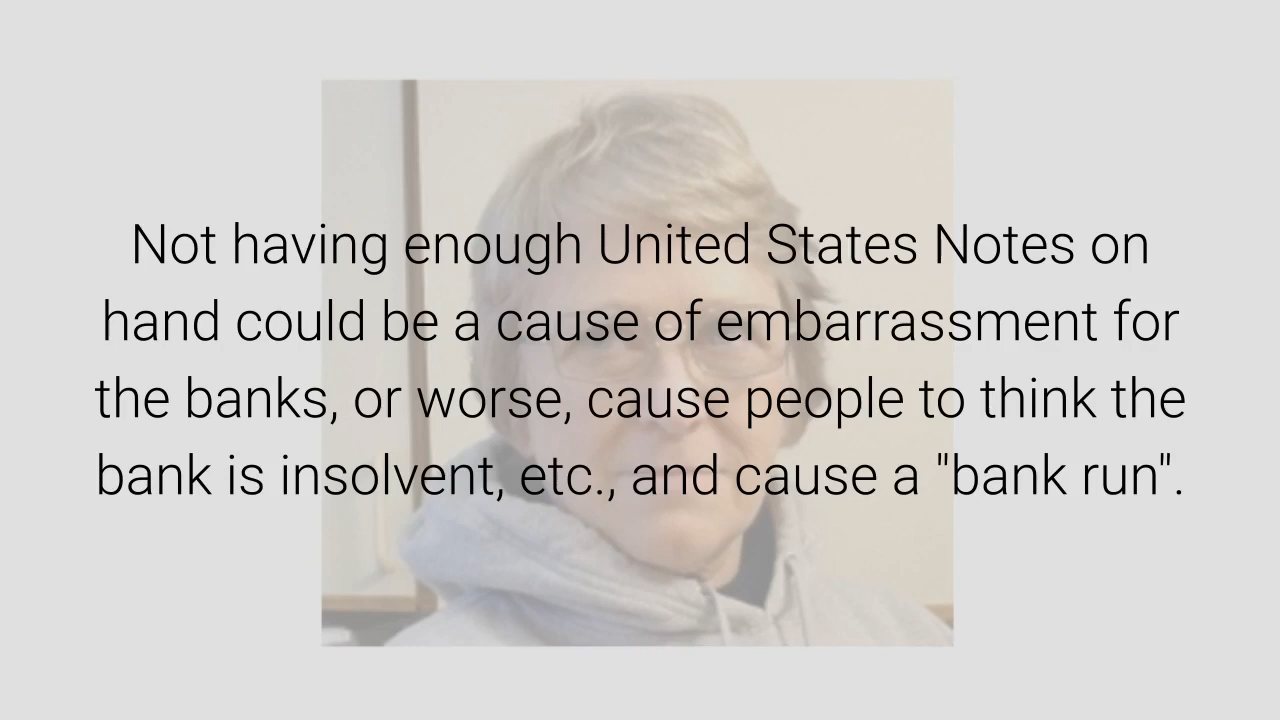 Not having enough United States Notes on
hand could be a cause of embarrassment for
the banks, or worse, cause people to think the
bank is insolvent, etc., and cause a "bank run".